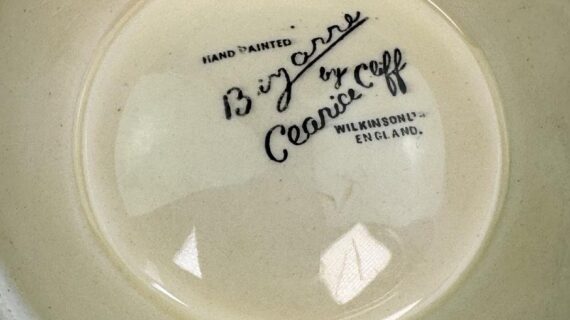 HAND PAINTED
Bizarre
by
Clarice Cliff
WILKINSON LTD
ENGLAND.